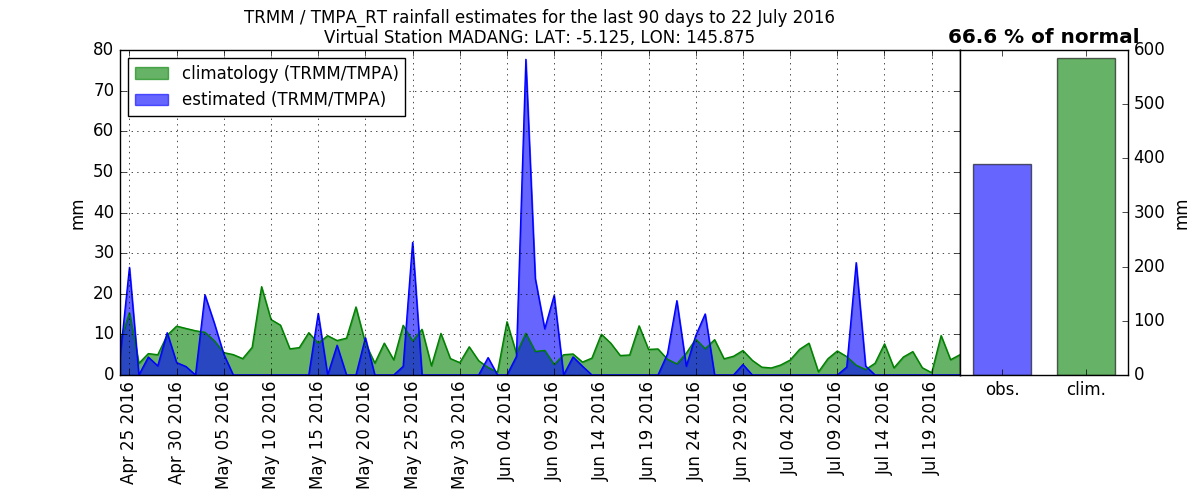 TRMM / TMPA_RT rainfall estimates for the last 90 days to 22 July 2016
Virtual Station MADANG: LAT: -5.125, LON: 145.875
66.6 % of normal
climatology (TRMM/TMPA)
estimated (TRMM/TMPA)
mm
80
70
60
50
40
30
20
10
0
Apr 25 2016
Apr 30 2016
May 05 2016
May 10 2016
May 15 2016
May 20 2016
May 25 2016
May 30 2016
Jun 04 2016
Jun 09 2016
Jun 14 2016
Jun 19 2016
Jun 24 2016
Jun 29 2016
Jul 04 2016
Jul 09 2016
Jul 14 2016
Jul 19 2016
obs.
clim.
600
500
400
300
200
100
0
mm